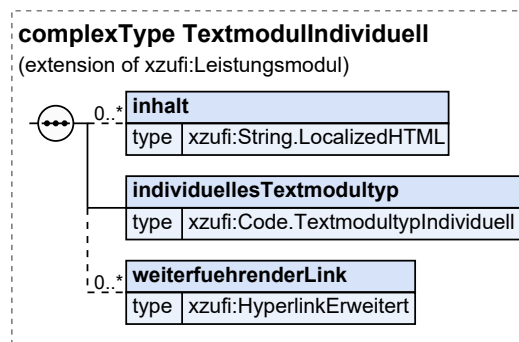 complexType TextmodulIndividuell
(extension of xzufi:Leistungsmodul)
0..*
inhalt
type xzufi:String.LocalizedHTML
individuellesTextmodultyp
type xzufi:Code.TextmodultypIndividuell
0..*
weiterfuehrenderLink
type xzufi:HyperlinkErweitert